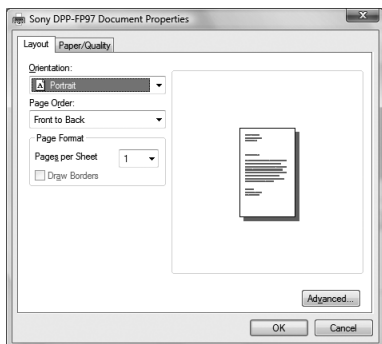 Sony DPP-FP97 Document Properties
Layout Paper/Quality
Orientation:
A Portrait
Page Order:
Front to Back
Page Format
Pages per Sheet 1
Draw Borders
Advanced...
OK Cancel